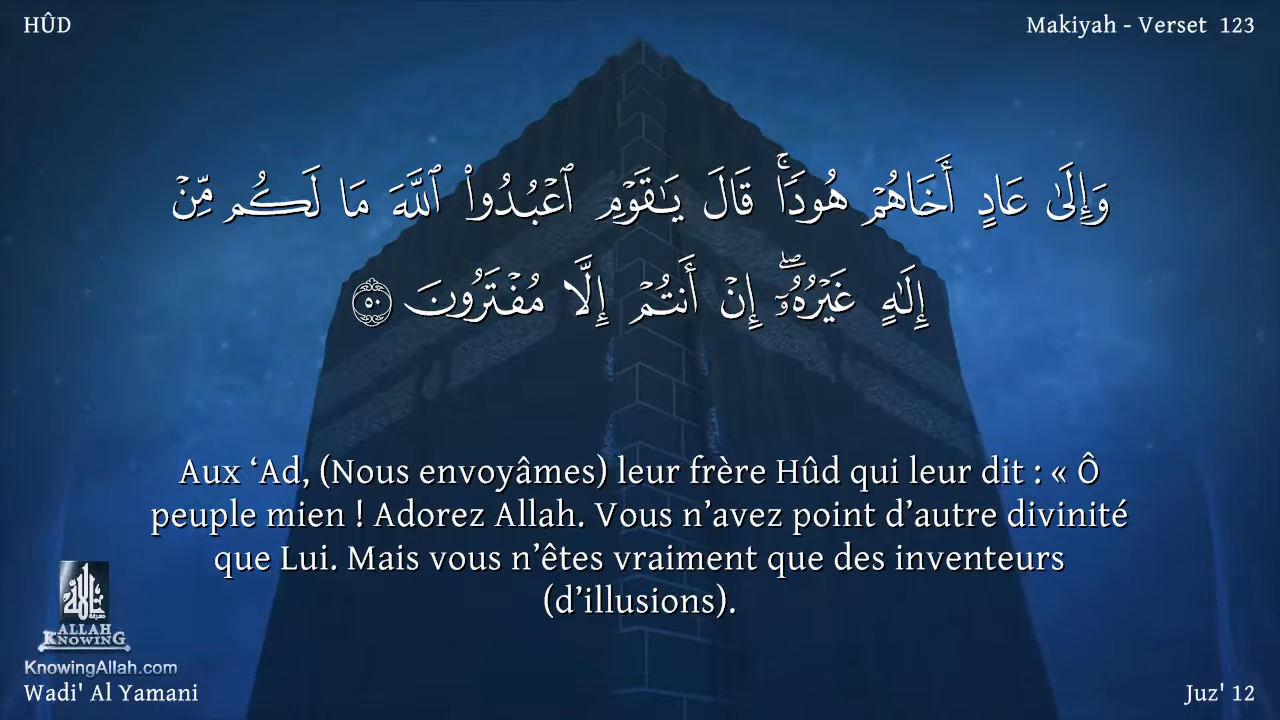 HÛD
Makiyah - Verset 123
وَإِلَىٰ عَادٍ أَخَاهُمْ هُودًاۚ قَالَ يَٰقَوْمِ ٱعْبُدُوا۟ ٱللَّهَ مَا لَكُم مِّنْ
إِلَٰهٍ غَيْرُهُۥٓۖ إِنْ أَنتُمْ إِلَّا مُفْتَرُونَ ٥٠
Aux ‘Ad, (Nous envoyâmes) leur frère Hûd qui leur dit : « Ô
peuple mien ! Adorez Allah. Vous n’avez point d’autre divinité
que Lui. Mais vous n’êtes vraiment que des inventeurs
(d’illusions).
ALLAH
KNOWING
KnowingAllah.com
Wadi' Al Yamani
Juz' 12